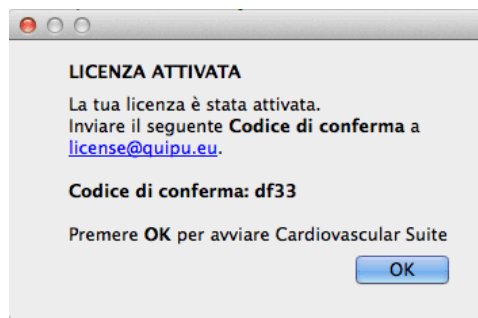 LICENZA ATTIVATA
La tua licenza è stata attivata.
Inviare il seguente Codice di conferma a
license@quipu.eu.
Codice di conferma: df33
Premere OK per avviare Cardiovascular Suite
OK